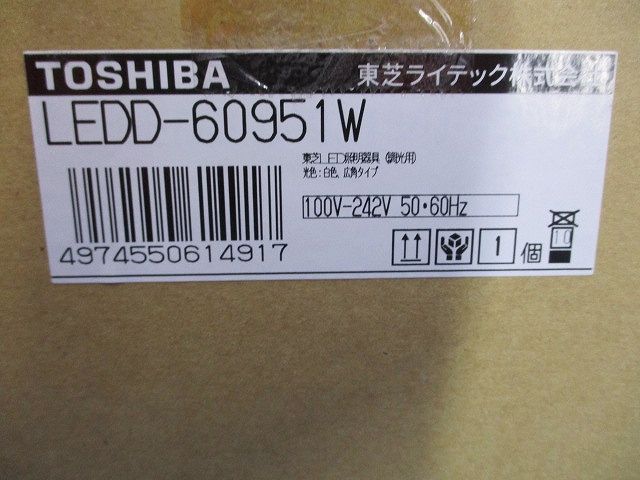 TOSHIBA 東芝ライテック株式会社
LEDD-60951W
東芝LED照明器具 (調光用)
光色:白色、広角タイプ
100V-242V 50・60Hz
4974550614917
1 個
10